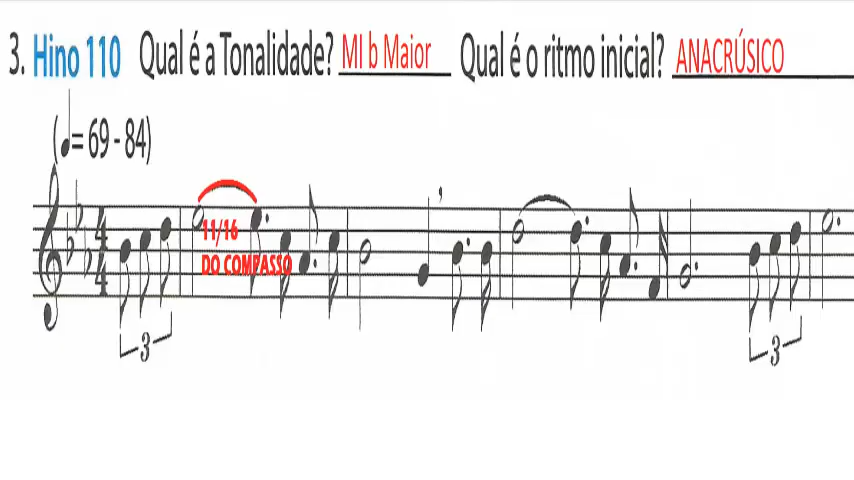 3. Hino 110 Qual é a Tonalidade? MI b Maior Qual é o ritmo inicial? ANACRÚSICO
(♩= 69 - 84)
11/16
DO COMPASSO
4
4
3
3